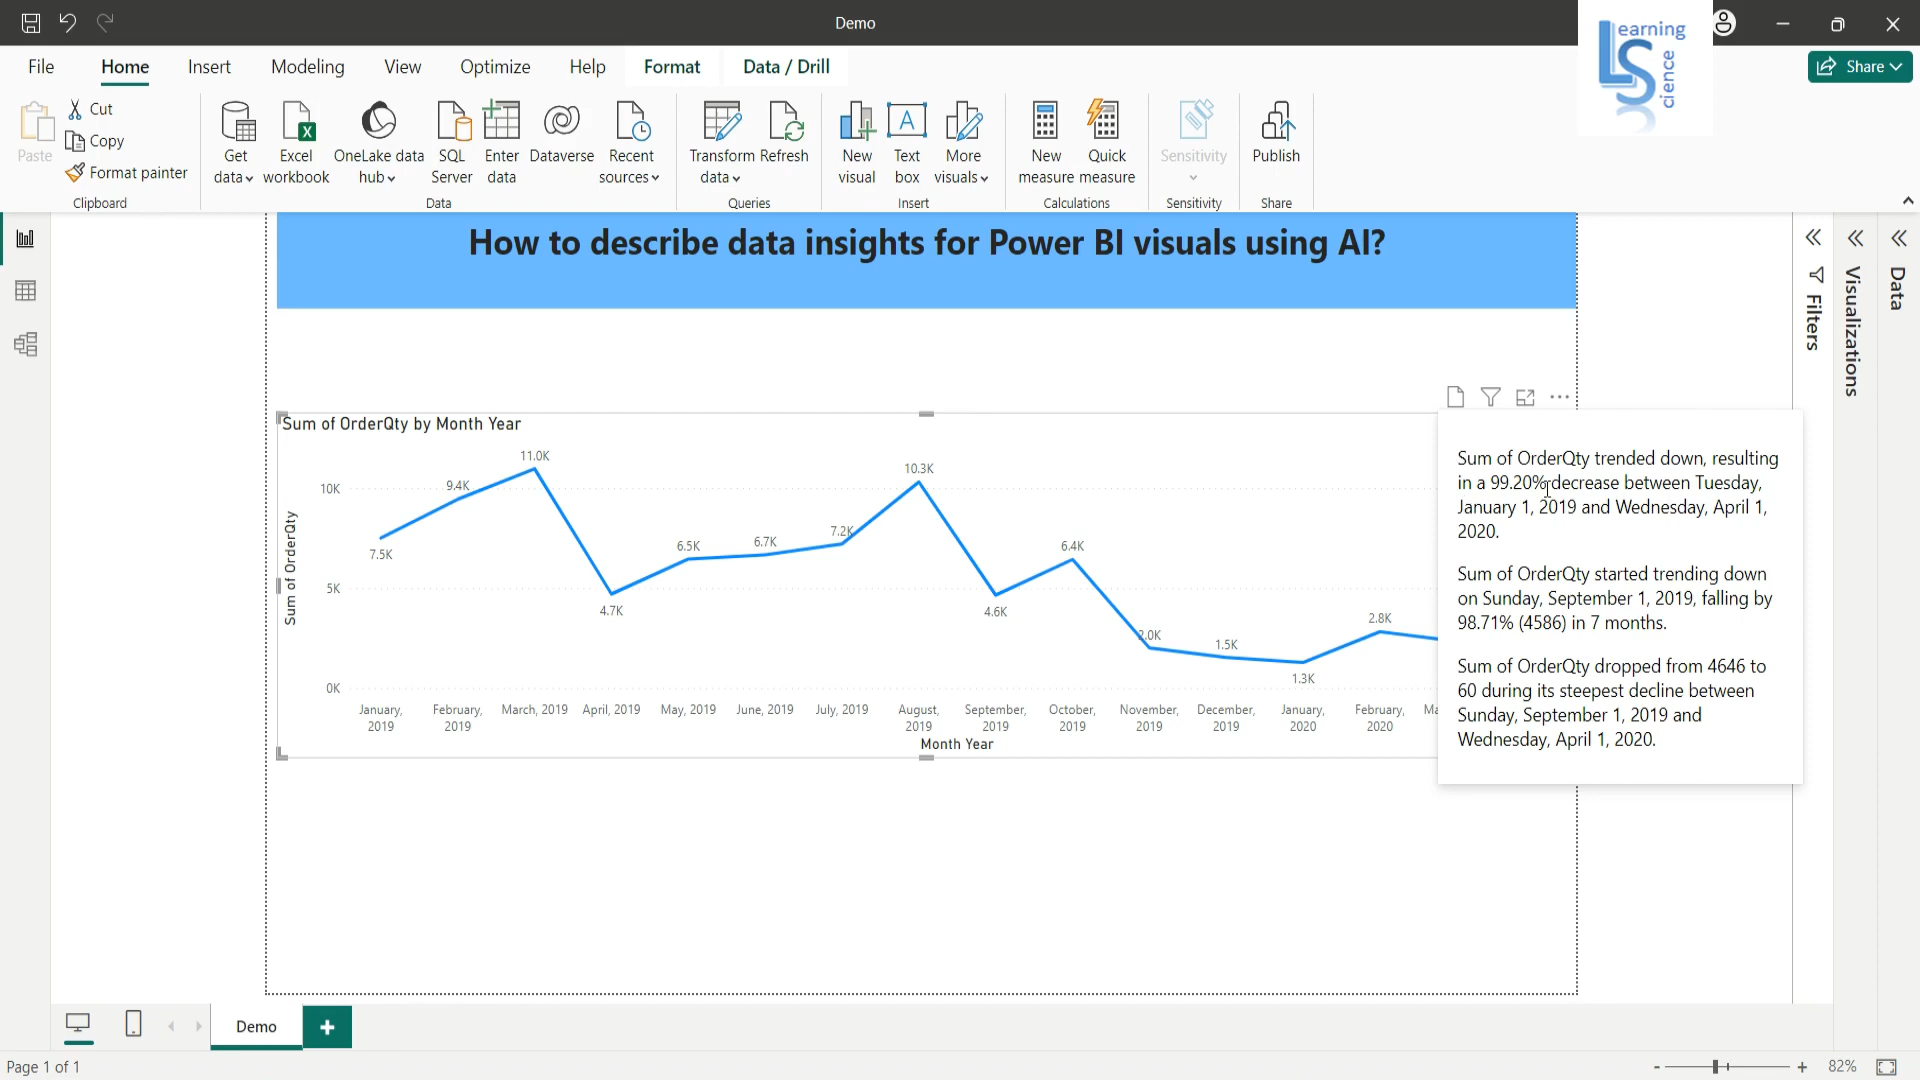 Demo
Learning Science
Share
File Home Insert Modeling View Optimize Help Format Data / Drill
Paste
Cut
Copy
Format painter
Clipboard
Get data
Excel workbook
OneLake data hub
SQL Server
Enter data
Dataverse
Recent sources
Data
Transform data
Refresh
Queries
New visual
Text box
More visuals
Insert
New measure
Quick measure
Calculations
Sensitivity
Sensitivity
Publish
Share
How to describe data insights for Power BI visuals using AI?
Filters
Visualizations
Data
Sum of OrderQty by Month Year
Sum of OrderQty
10K
5K
0K
7.5K
9.4K
11.0K
4.7K
6.5K
6.7K
7.2K
10.3K
4.6K
6.4K
2.0K
1.5K
1.3K
2.8K
January, 2019
February, 2019
March, 2019
April, 2019
May, 2019
June, 2019
July, 2019
August, 2019
September, 2019
October, 2019
November, 2019
December, 2019
January, 2020
February, 2020
Ma
Month Year
Sum of OrderQty trended down, resulting
in a 99.20% decrease between Tuesday,
January 1, 2019 and Wednesday, April 1,
2020.
Sum of OrderQty started trending down
on Sunday, September 1, 2019, falling by
98.71% (4586) in 7 months.
Sum of OrderQty dropped from 4646 to
60 during its steepest decline between
Sunday, September 1, 2019 and
Wednesday, April 1, 2020.
Demo
Page 1 of 1
82%